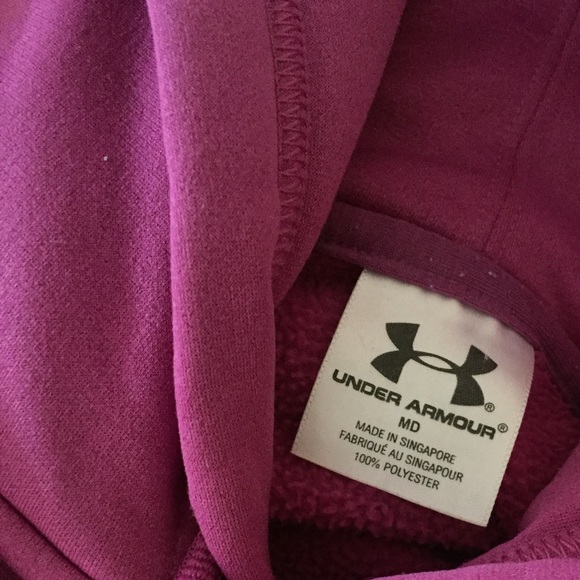 UNDER ARMOUR®
MD
MADE IN SINGAPORE
FABRIQUÉ AU SINGAPOUR
100% POLYESTER